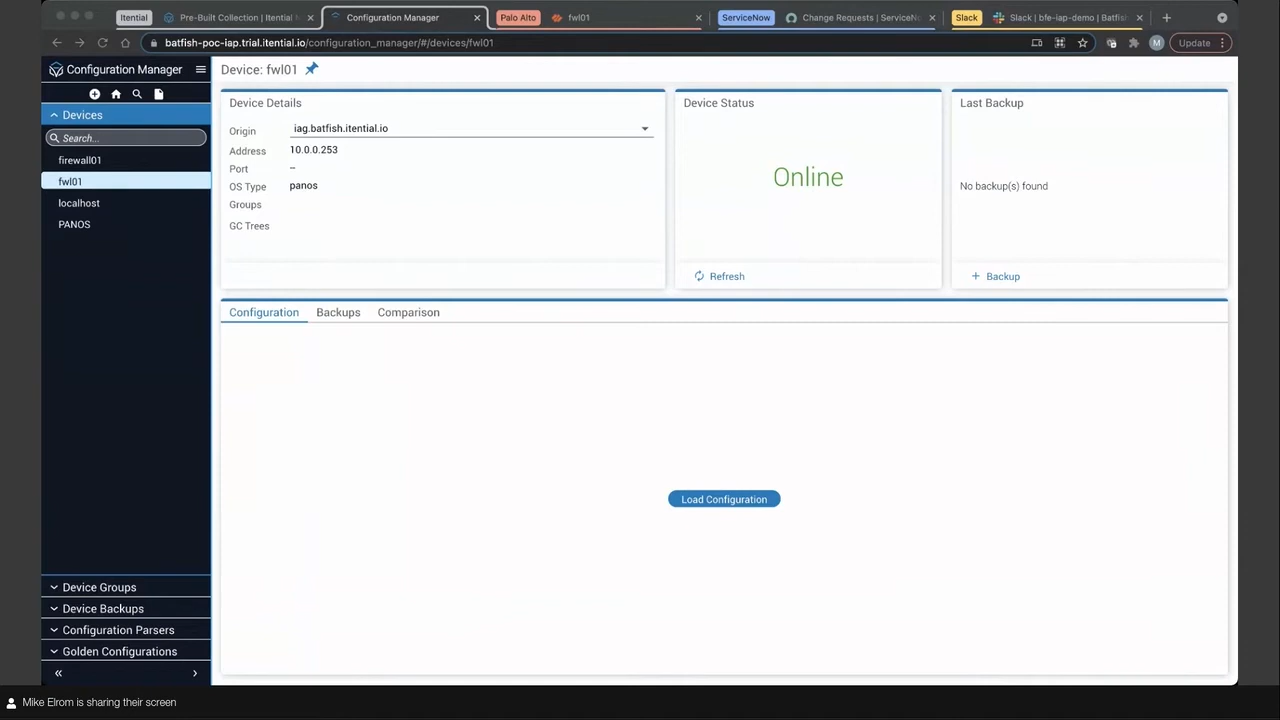 Itential
Pre-Built Collection | Itential
Configuration Manager
Palo Alto
fwl01
ServiceNow
Change Requests | ServiceNo
Slack
Slack | bfe-iap-demo | Batfish
batfish-poc-iap.trial.itential.io/configuration_manager/#/devices/fwl01
M
Update
Configuration Manager
Device: fwl01
Devices
Search...
firewall01
fwl01
localhost
PANOS
Device Details
Origin iag.batfish.itential.io
Address 10.0.0.253
Port --
OS Type panos
Groups
GC Trees
Device Status
Online
Refresh
Last Backup
No backup(s) found
+ Backup
Configuration Backups Comparison
Load Configuration
Device Groups
Device Backups
Configuration Parsers
Golden Configurations
Mike Elrom is sharing their screen